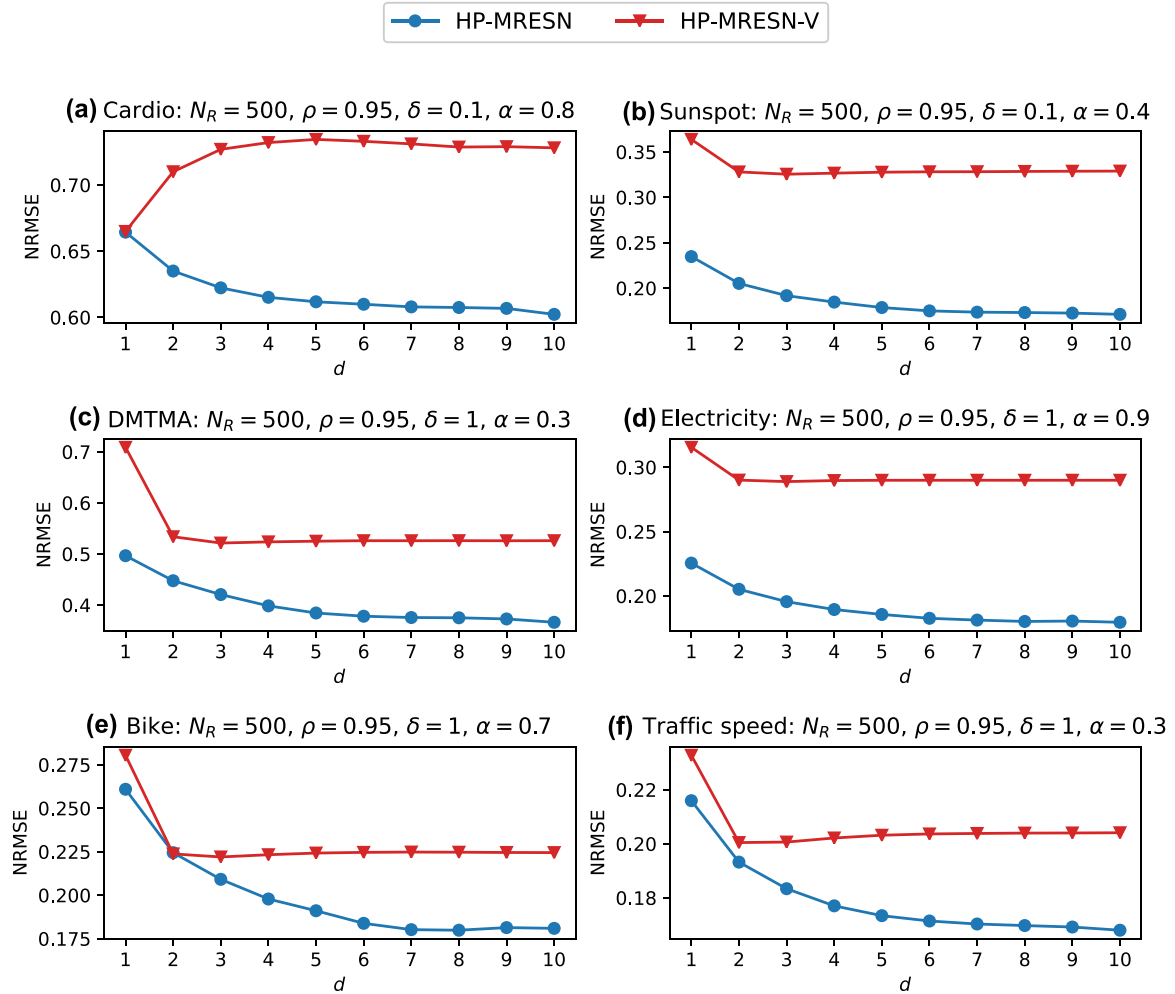 HP-MRESN HP-MRESN-V
(a) Cardio: N_R = 500, ρ = 0.95, δ = 0.1, α = 0.8
NRMSE
0.70
0.65
0.60
1 2 3 4 5 6 7 8 9 10
d
(b) Sunspot: N_R = 500, ρ = 0.95, δ = 0.1, α = 0.4
NRMSE
0.35
0.30
0.25
0.20
1 2 3 4 5 6 7 8 9 10
d
(c) DMTMA: N_R = 500, ρ = 0.95, δ = 1, α = 0.3
NRMSE
0.7
0.6
0.5
0.4
1 2 3 4 5 6 7 8 9 10
d
(d) Electricity: N_R = 500, ρ = 0.95, δ = 1, α = 0.9
NRMSE
0.30
0.25
0.20
1 2 3 4 5 6 7 8 9 10
d
(e) Bike: N_R = 500, ρ = 0.95, δ = 1, α = 0.7
NRMSE
0.275
0.250
0.225
0.200
0.175
1 2 3 4 5 6 7 8 9 10
d
(f) Traffic speed: N_R = 500, ρ = 0.95, δ = 1, α = 0.3
NRMSE
0.22
0.20
0.18
1 2 3 4 5 6 7 8 9 10
d